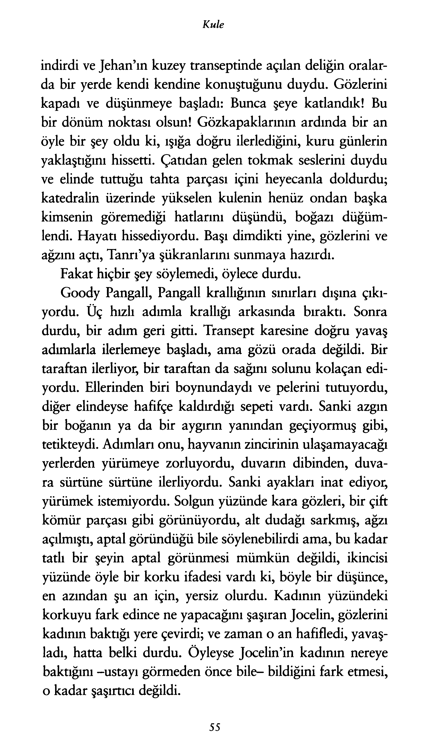 Kule
indirdi ve Jehan’ın kuzey transeptinde açılan deliğin oralar-
da bir yerde kendi kendine konuştuğunu duydu. Gözlerini
kapadı ve düşünmeye başladı: Bunca şeye katlandık! Bu
bir dönüm noktası olsun! Gözkapaklarının ardında bir an
öyle bir şey oldu ki, ışığa doğru ilerlediğini, kuru günlerin
yaklaştığını hissetti. Çatıdan gelen tokmak seslerini duydu
ve elinde tuttuğu tahta parçası içini heyecanla doldurdu;
katedralin üzerinde yükselen kulenin henüz ondan başka
kimsenin göremediği hatlarını düşündü, boğazı düğüm-
lendi. Hayatı hissediyordu. Başı dimdikti yine, gözlerini ve
ağzını açtı, Tanrı’ya şükranlarını sunmaya hazırdı.
Fakat hiçbir şey söylemedi, öylece durdu.
Goody Pangall, Pangall krallığının sınırları dışına çıkı-
yordu. Üç hızlı adımla krallığı arkasında bıraktı. Sonra
durdu, bir adım geri gitti. Transept karesine doğru yavaş
adımlarla ilerlemeye başladı, ama gözü orada değildi. Bir
taraftan ilerliyor, bir taraftan da sağını solunu kolaçan edi-
yordu. Ellerinden biri boynundaydı ve pelerini tutuyordu,
diğer elindeyse hafifçe kaldırdığı sepeti vardı. Sanki azgın
bir boğanın ya da bir aygırın yanından geçiyormuş gibi,
tetikteydi. Adımları onu, hayvanın zincirinin ulaşamayacağı
yerlerden yürümeye zorluyordu, duvarın dibinden, duva-
ra sürtüne sürtüne ilerliyordu. Sanki ayakları inat ediyor,
yürümek istemiyordu. Solgun yüzünde kara gözleri, bir çift
kömür parçası gibi görünüyordu, alt dudağı sarkmış, ağzı
açılmıştı, aptal göründüğü bile söylenebilirdi ama, bu kadar
tatlı bir şeyin aptal görünmesi mümkün değildi, ikincisi
yüzünde öyle bir korku ifadesi vardı ki, böyle bir düşünce,
en azından şu an için, yersiz olurdu. Kadının yüzündeki
korkuyu fark edince ne yapacağını şaşıran Jocelin, gözlerini
kadının baktığı yere çevirdi; ve zaman o an hafifledi, yavaş-
ladı, hatta belki durdu. Öyleyse Jocelin’in kadının nereye
baktığını –ustayı görmeden önce bile– bildiğini fark etmesi,
o kadar şaşırtıcı değildi.
55